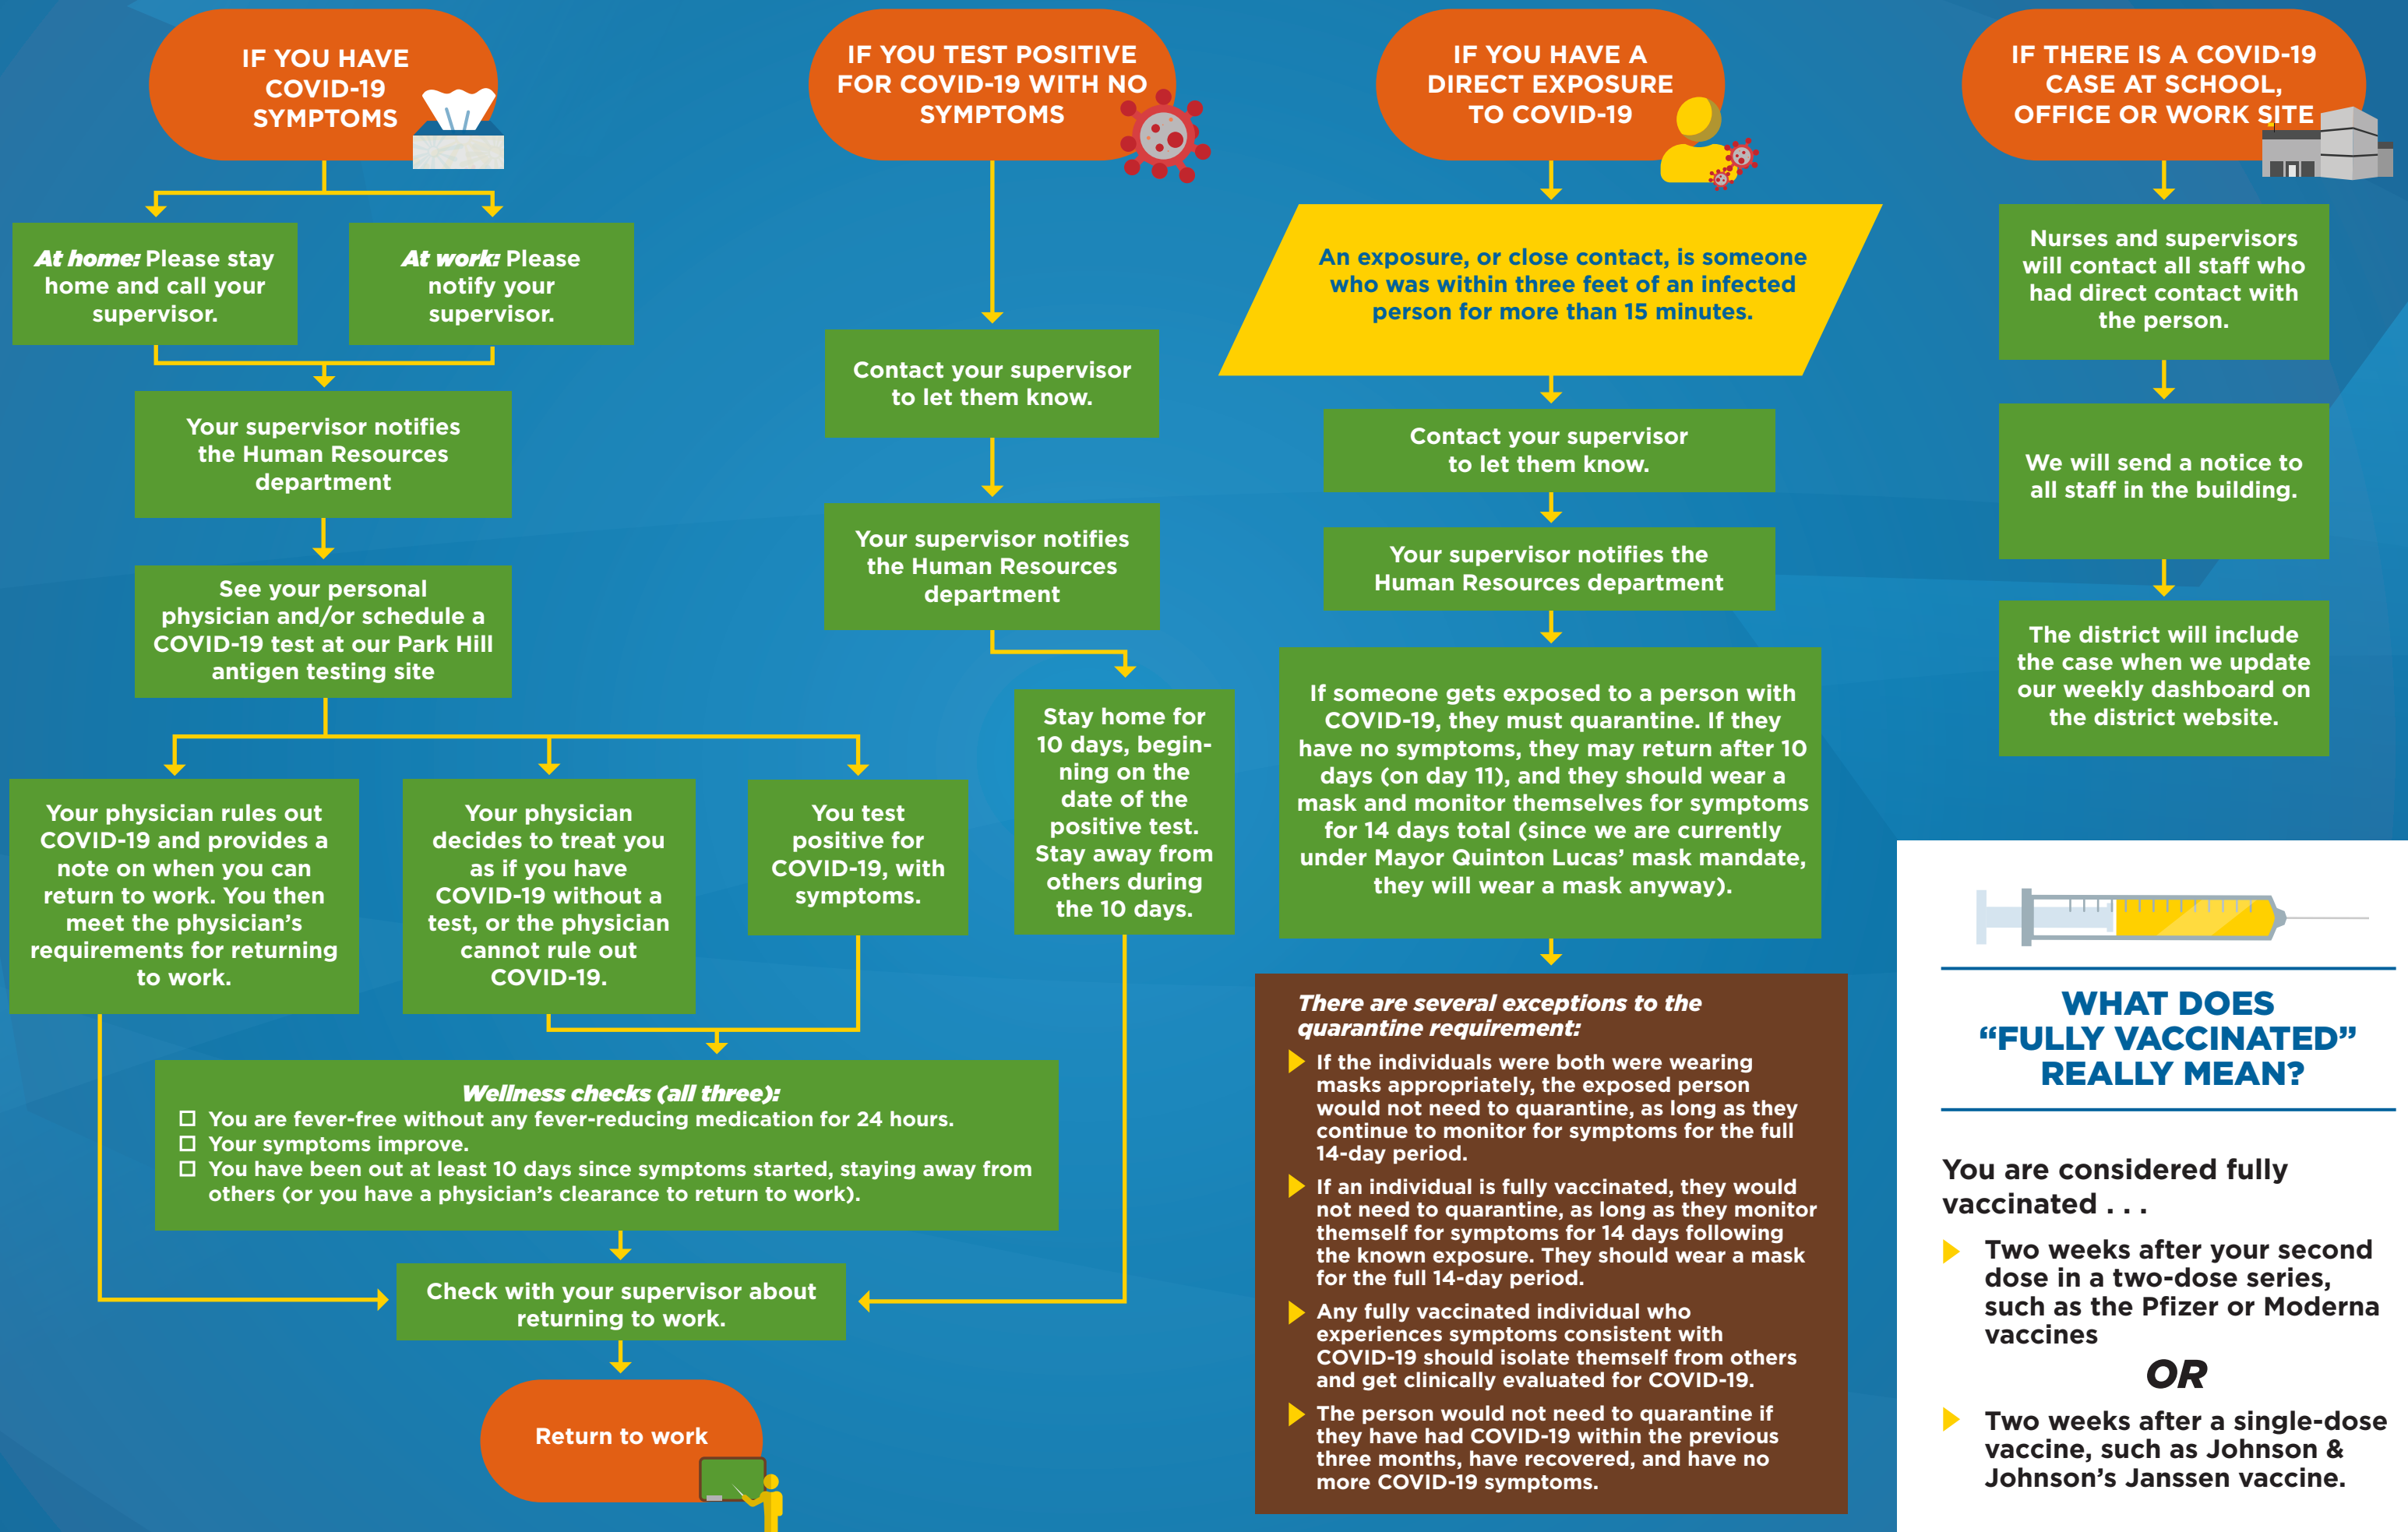 IF YOU HAVE
COVID-19
SYMPTOMS
At home: Please stay
home and call your
supervisor.
At work: Please
notify your
supervisor.
Your supervisor notifies
the Human Resources
department
See your personal
physician and/or schedule a
COVID-19 test at our Park Hill
antigen testing site
Your physician rules out
COVID-19 and provides a
note on when you can
return to work. You then
meet the physician’s
requirements for returning
to work.
Your physician
decides to treat you
as if you have
COVID-19 without a
test, or the physician
cannot rule out
COVID-19.
You test
positive for
COVID-19, with
symptoms.
Wellness checks (all three):
You are fever-free without any fever-reducing medication for 24 hours.
Your symptoms improve.
You have been out at least 10 days since symptoms started, staying away from
others (or you have a physician’s clearance to return to work).
Check with your supervisor about
returning to work.
Return to work
IF YOU TEST POSITIVE
FOR COVID-19 WITH NO
SYMPTOMS
Contact your supervisor
to let them know.
Your supervisor notifies
the Human Resources
department
Stay home for
10 days, begin-
ning on the
date of the
positive test.
Stay away from
others during
the 10 days.
IF YOU HAVE A
DIRECT EXPOSURE
TO COVID-19
An exposure, or close contact, is someone
who was within three feet of an infected
person for more than 15 minutes.
Contact your supervisor
to let them know.
Your supervisor notifies the
Human Resources department
If someone gets exposed to a person with
COVID-19, they must quarantine. If they
have no symptoms, they may return after 10
days (on day 11), and they should wear a
mask and monitor themselves for symptoms
for 14 days total (since we are currently
under Mayor Quinton Lucas’ mask mandate,
they will wear a mask anyway).
There are several exceptions to the
quarantine requirement:
If the individuals were both were wearing
masks appropriately, the exposed person
would not need to quarantine, as long as they
continue to monitor for symptoms for the full
14-day period.
If an individual is fully vaccinated, they would
not need to quarantine, as long as they monitor
themself for symptoms for 14 days following
the known exposure. They should wear a mask
for the full 14-day period.
Any fully vaccinated individual who
experiences symptoms consistent with
COVID-19 should isolate themself from others
and get clinically evaluated for COVID-19.
The person would not need to quarantine if
they have had COVID-19 within the previous
three months, have recovered, and have no
more COVID-19 symptoms.
IF THERE IS A COVID-19
CASE AT SCHOOL,
OFFICE OR WORK SITE
Nurses and supervisors
will contact all staff who
had direct contact with
the person.
We will send a notice to
all staff in the building.
The district will include
the case when we update
our weekly dashboard on
the district website.
WHAT DOES
“FULLY VACCINATED”
REALLY MEAN?
You are considered fully
vaccinated . . .
Two weeks after your second
dose in a two-dose series,
such as the Pfizer or Moderna
vaccines
OR
Two weeks after a single-dose
vaccine, such as Johnson &
Johnson’s Janssen vaccine.